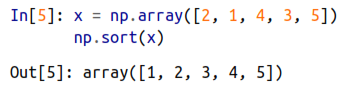 In[5]: x = np.array([2, 1, 4, 3, 5])
np.sort(x)
Out[5]: array([1, 2, 3, 4, 5])